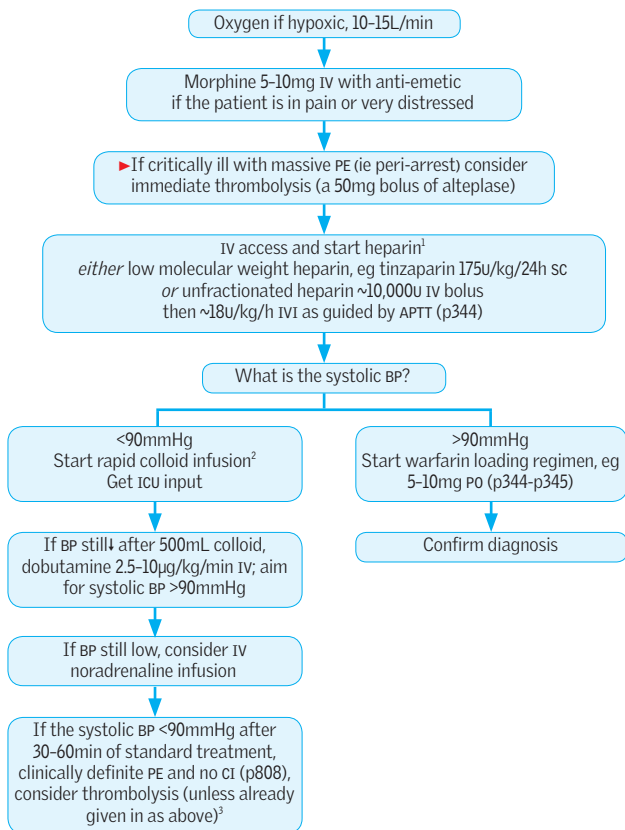 Oxygen if hypoxic, 10–15L/min
Morphine 5–10mg IV with anti-emetic
if the patient is in pain or very distressed
►If critically ill with massive PE (ie peri-arrest) consider
immediate thrombolysis (a 50mg bolus of alteplase)
IV access and start heparin¹
either low molecular weight heparin, eg tinzaparin 175U/kg/24h SC
or unfractionated heparin ~10,000U IV bolus
then ~18U/kg/h IVI as guided by APTT (p344)
What is the systolic BP?
<90mmHg
Start rapid colloid infusion²
Get ICU input
If BP still↓ after 500mL colloid,
dobutamine 2.5–10µg/kg/min IV; aim
for systolic BP >90mmHg
If BP still low, consider IV
noradrenaline infusion
If the systolic BP <90mmHg after
30–60min of standard treatment,
clinically definite PE and no CI (p808),
consider thrombolysis (unless already
given in as above)³
>90mmHg
Start warfarin loading regimen, eg
5–10mg PO (p344-p345)
Confirm diagnosis